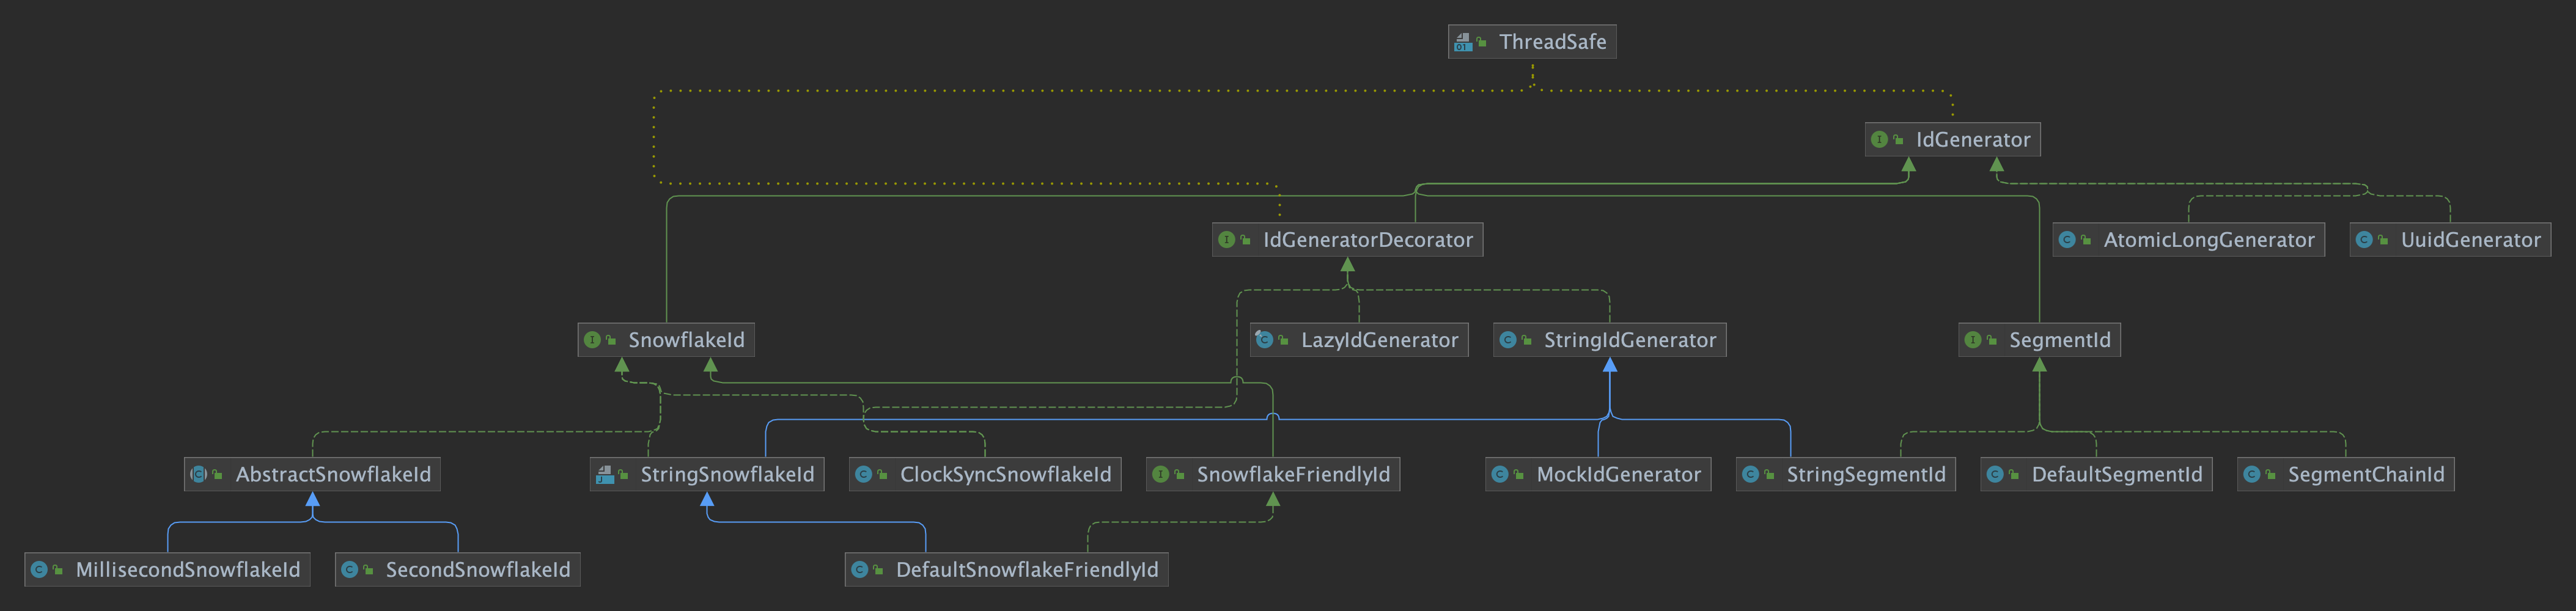 ThreadSafe
IdGenerator
IdGeneratorDecorator
AtomicLongGenerator
UuidGenerator
SnowflakeId
LazyIdGenerator
StringIdGenerator
SegmentId
AbstractSnowflakeId
StringSnowflakeId
ClockSyncSnowflakeId
SnowflakeFriendlyId
MockIdGenerator
StringSegmentId
DefaultSegmentId
SegmentChainId
MillisecondSnowflakeId
SecondSnowflakeId
DefaultSnowflakeFriendlyId